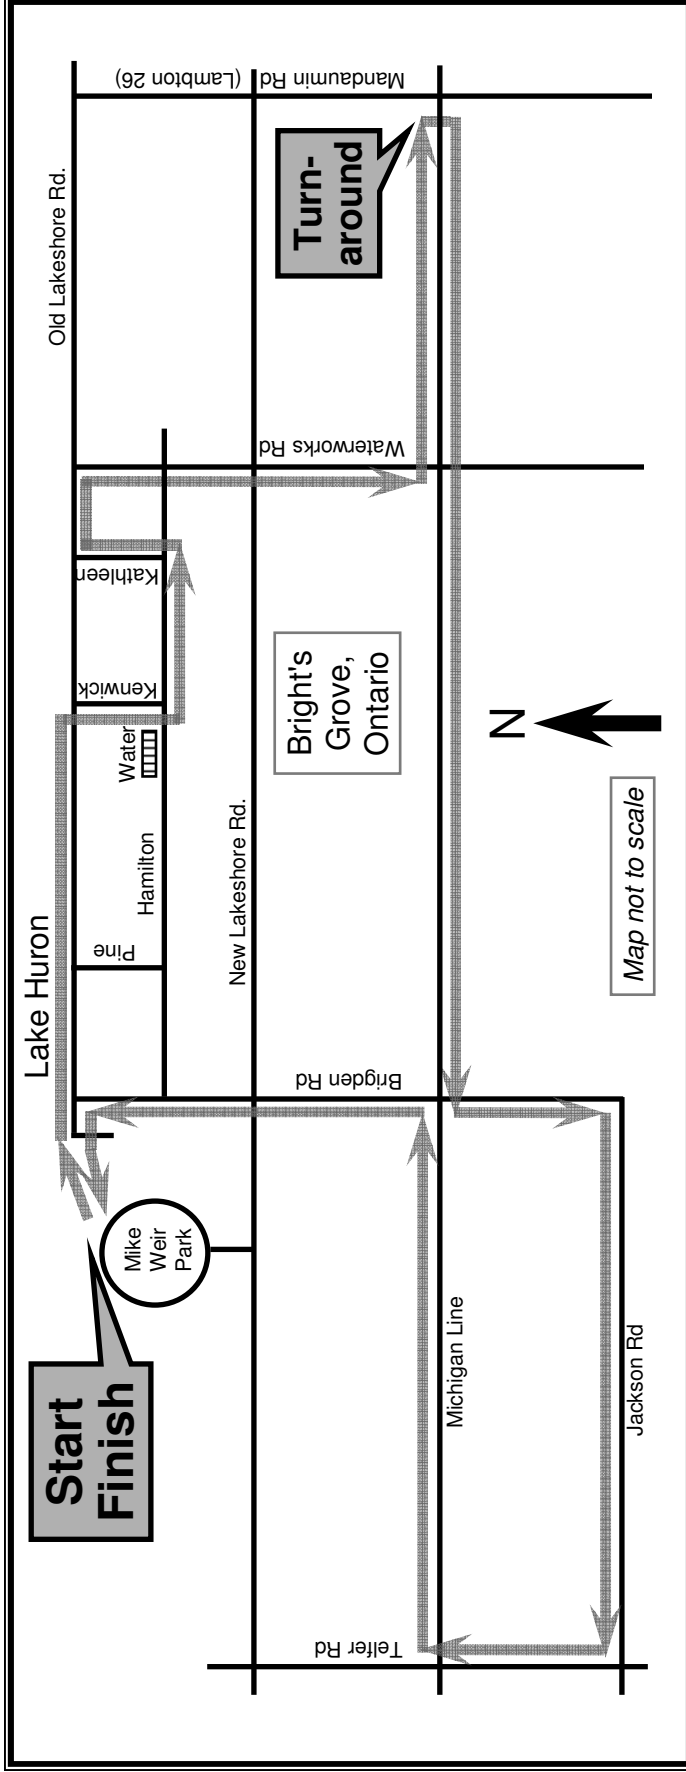 Start
Finish
Lake Huron
Old Lakeshore Rd.
Mike
Weir
Park
Pine
Hamilton
Water
Kenwick
Kathleen
Waterworks Rd
Mandaumin Rd (Lambton 26)
New Lakeshore Rd.
Turn-
around
Bright's
Grove,
Ontario
Telfer Rd
Brigden Rd
Michigan Line
N
Jackson Rd
Map not to scale